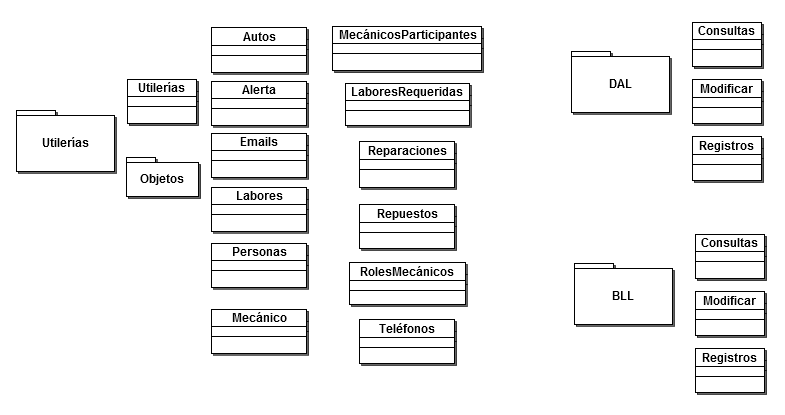 Utilerías
Utilerías
Objetos
Autos
Alerta
Emails
Labores
Personas
Mecánico
MecánicosParticipantes
LaboresRequeridas
Reparaciones
Repuestos
RolesMecánicos
Teléfonos
DAL
Consultas
Modificar
Registros
BLL
Consultas
Modificar
Registros